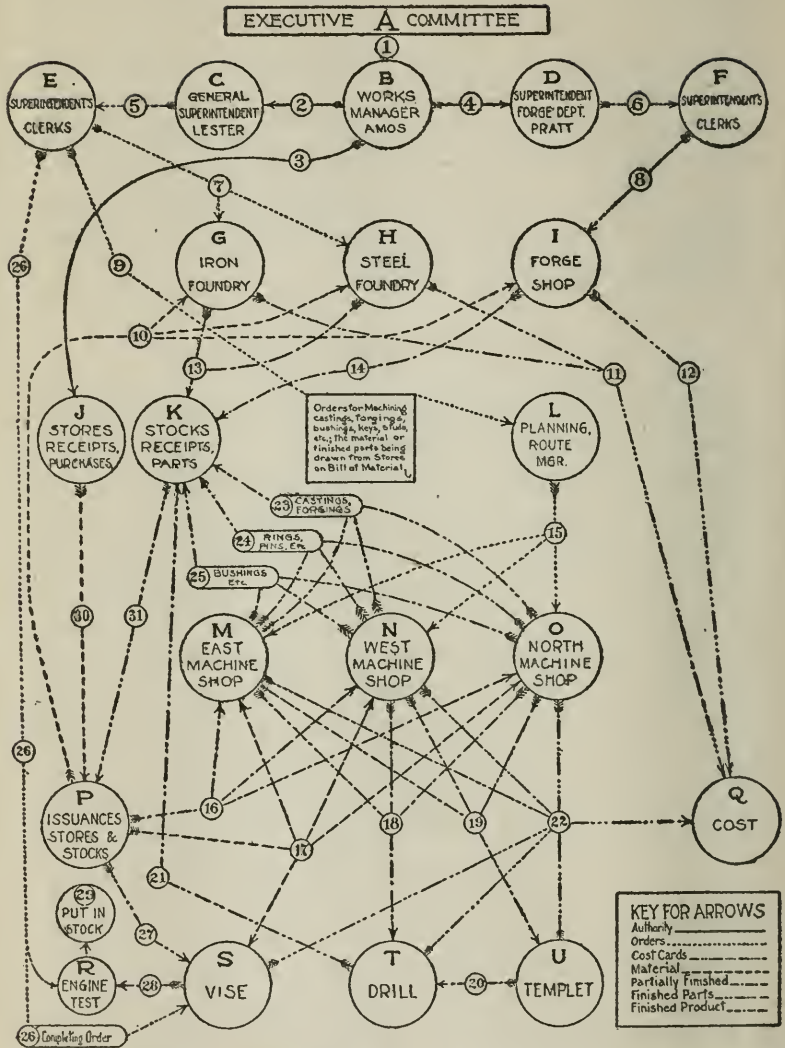 EXECUTIVE A COMMITTEE
1
E
SUPERINTENDENTS
CLERKS
5
C
GENERAL
SUPERINTENDENT
LESTER
2
B
WORKS
MANAGER
AMOS
4
D
SUPERINTENDENT
FORGE DEPT.
PRATT
6
F
SUPERINTENDENTS
CLERKS
3
7
8
26
9
G
IRON
FOUNDRY
H
STEEL
FOUNDRY
I
FORGE
SHOP
10
13
14
11
12
J
STORES
RECEIPTS,
PURCHASES.
K
STOCKS
RECEIPTS,
PARTS
Orders for Machining
castings, forgings,
bushings, keys, studs,
etc.; the material or
finished parts being
drawn from Stores
on Bill of Material
L
PLANNING,
ROUTE
MGR.
23 CASTINGS,
FORGINGS
24 RINGS,
PINS, ETC
25 BUSHINGS
ETC.
15
30
31
M
EAST
MACHINE
SHOP
N
WEST
MACHINE
SHOP
O
NORTH
MACHINE
SHOP
26
P
ISSUANCES
STORES &
STOCKS
16
17
18
19
22
Q
COST
21
29
PUT IN
STOCK
27
R
ENGINE
TEST
28
S
VISE
T
DRILL
20
U
TEMPLET
26 Completing Order
KEY FOR ARROWS
Authority
Orders
Cost Cards
Material
Partially Finished
Finished Parts
Finished Product